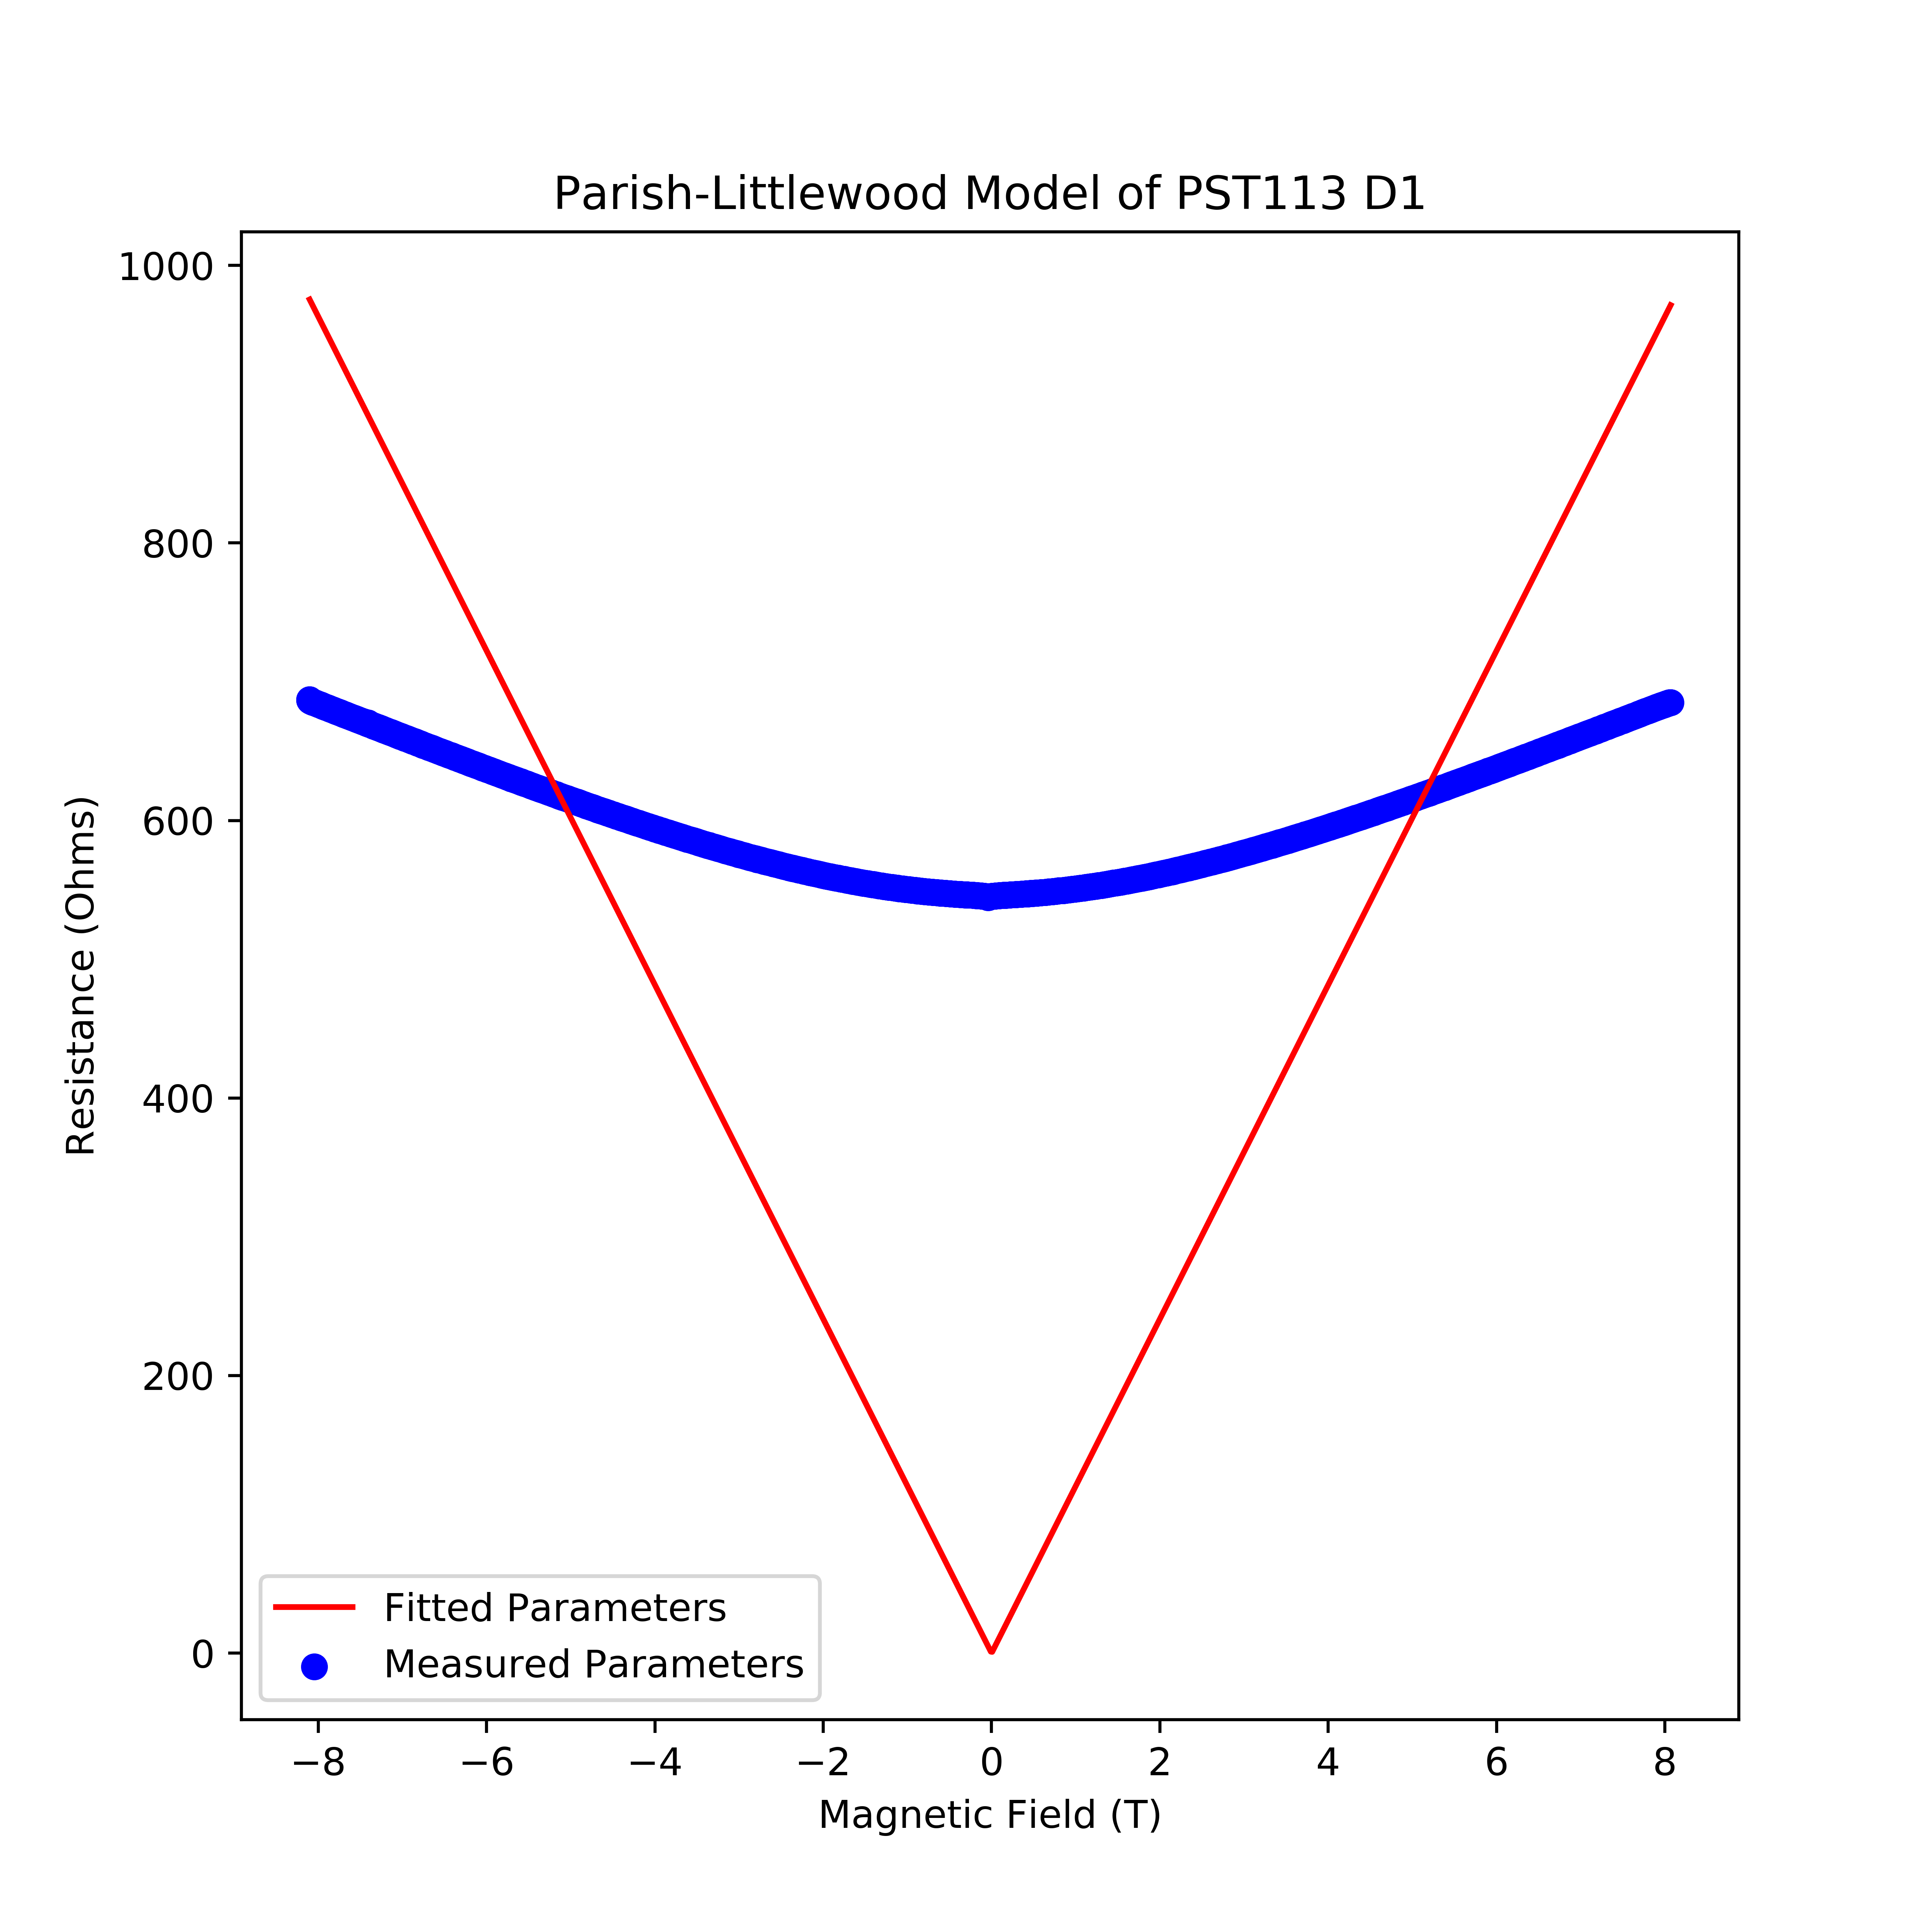 Parish-Littlewood Model of PST113 D1
1000
800
600
400
200
0
Resistance (Ohms)
Fitted Parameters
Measured Parameters
−8 −6 −4 −2 0 2 4 6 8
Magnetic Field (T)